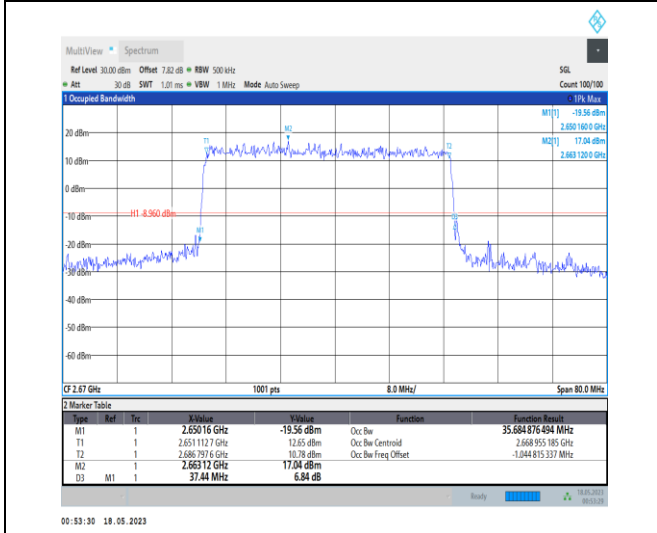 MultiView Spectrum
Ref Level 30.00 dBm Offset 7.82 dB RBW 500 kHz SGL
Att 30 dB SWT 1.01 ms VBW 1 MHz Mode Auto Sweep Count 100/100
1 Occupied Bandwidth 1Pk Max
M1[1] -19.56 dBm
2.650 160 0 GHz
M2[1] 17.04 dBm
2.663 120 0 GHz
M2
20 dBm
T1
T2
10 dBm
0 dBm
-10 dBm
H1 -8.960 dBm
D3
M1
-20 dBm
-30 dBm
-40 dBm
-50 dBm
-60 dBm
CF 2.67 GHz 1001 pts 8.0 MHz/ Span 80.0 MHz
2 Marker Table
Type Ref Trc X-Value Y-Value Function Function Result
M1 1 2.650 16 GHz -19.56 dBm Occ Bw 35.684 876 494 MHz
T1 1 2.651 112 7 GHz 12.65 dBm Occ Bw Centroid 2.668 955 185 GHz
T2 1 2.686 797 6 GHz 10.78 dBm Occ Bw Freq Offset -1.044 815 337 MHz
M2 1 2.663 12 GHz 17.04 dBm
D3 M1 1 37.44 MHz 6.84 dB
Ready 18.05.2023
00:53:29
00:53:30 18.05.2023